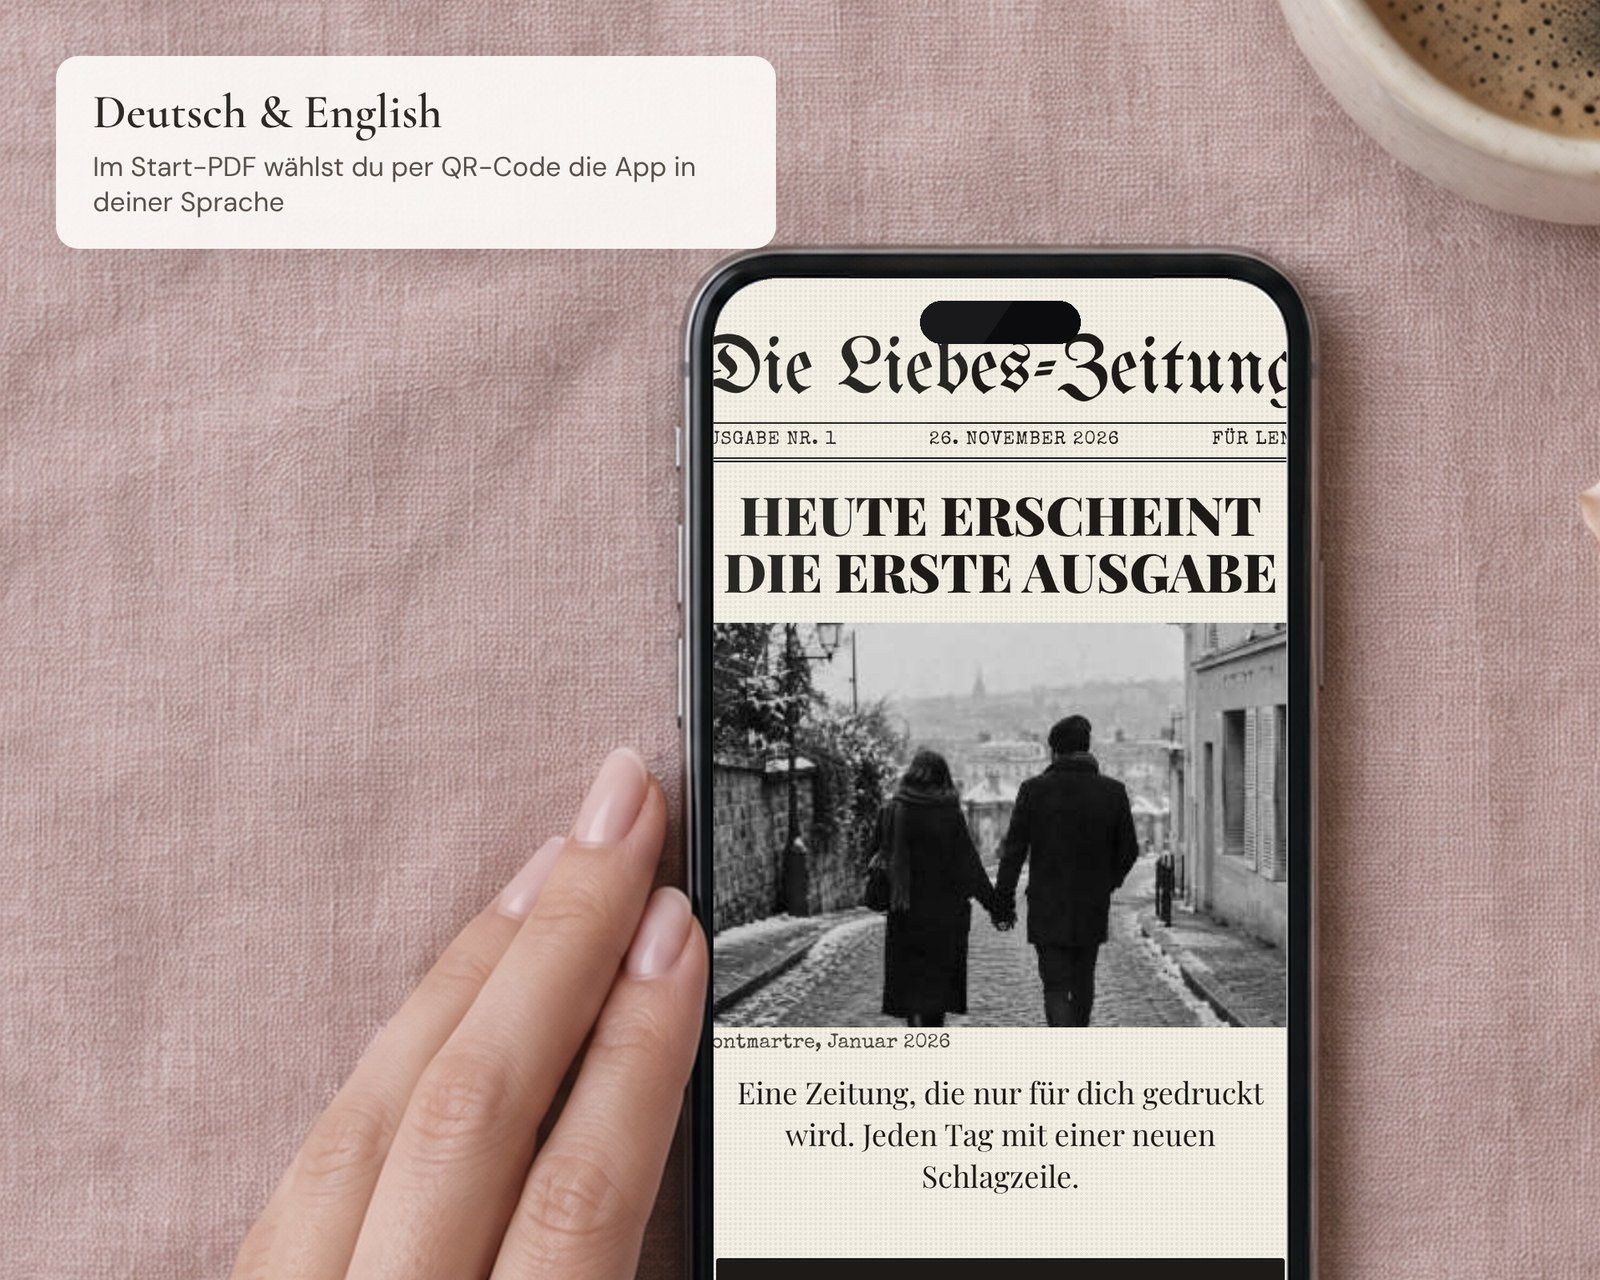 Deutsch & English
Im Start-PDF wählst du per QR-Code die App in
deiner Sprache
Die Liebes=Zeitung
USGABE NR. 1 26. NOVEMBER 2026 FÜR LEN
HEUTE ERSCHEINT
DIE ERSTE AUSGABE
ontmartre, Januar 2026
Eine Zeitung, die nur für dich gedruckt
wird. Jeden Tag mit einer neuen
Schlagzeile.